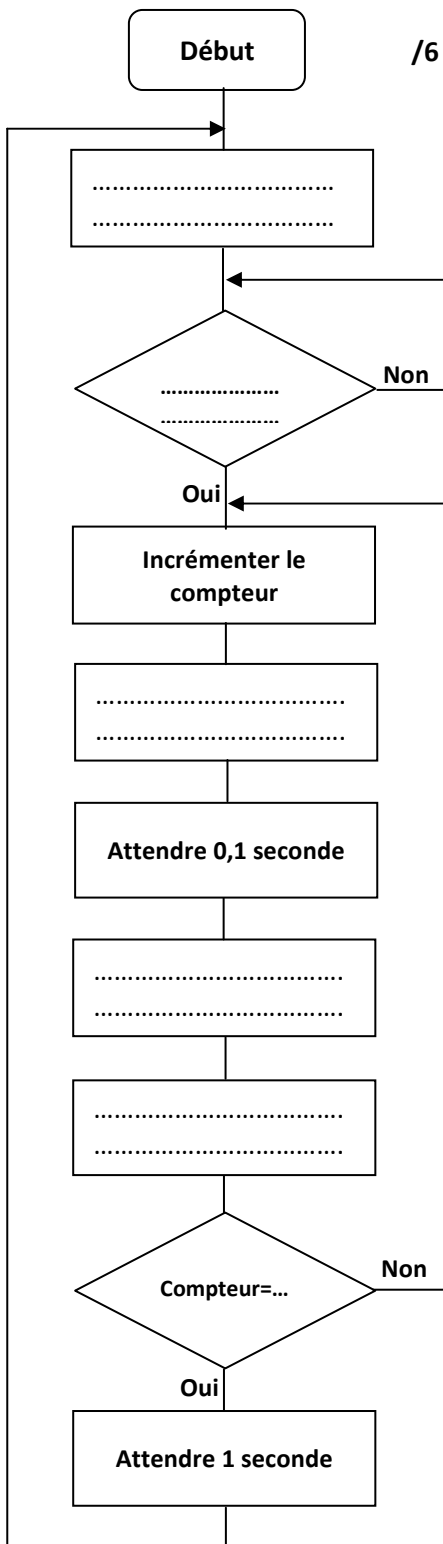 Début
/6
………………………………
………………………………
…………………
…………………
Non
Oui
Incrémenter le
compteur
……………………………….
……………………………….
Attendre 0,1 seconde
……………………………….
……………………………….
……………………………….
……………………………….
Compteur=…
Non
Oui
Attendre 1 seconde